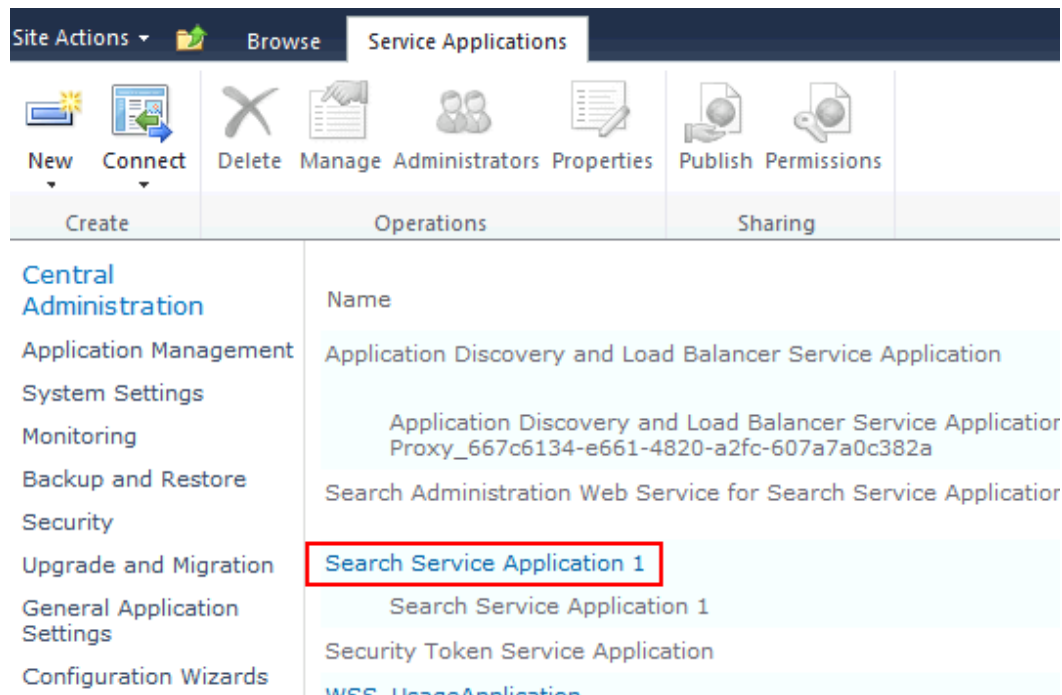 Site Actions Browse Service Applications
New Connect Delete Manage Administrators Properties Publish Permissions
Create Operations Sharing
Central
Administration
Application Management
System Settings
Monitoring
Backup and Restore
Security
Upgrade and Migration
General Application
Settings
Configuration Wizards
Name
Application Discovery and Load Balancer Service Application
Application Discovery and Load Balancer Service Application
Proxy_667c6134-e661-4820-a2fc-607a7a0c382a
Search Administration Web Service for Search Service Application
Search Service Application 1
Search Service Application 1
Security Token Service Application
WSS_UsageApplication